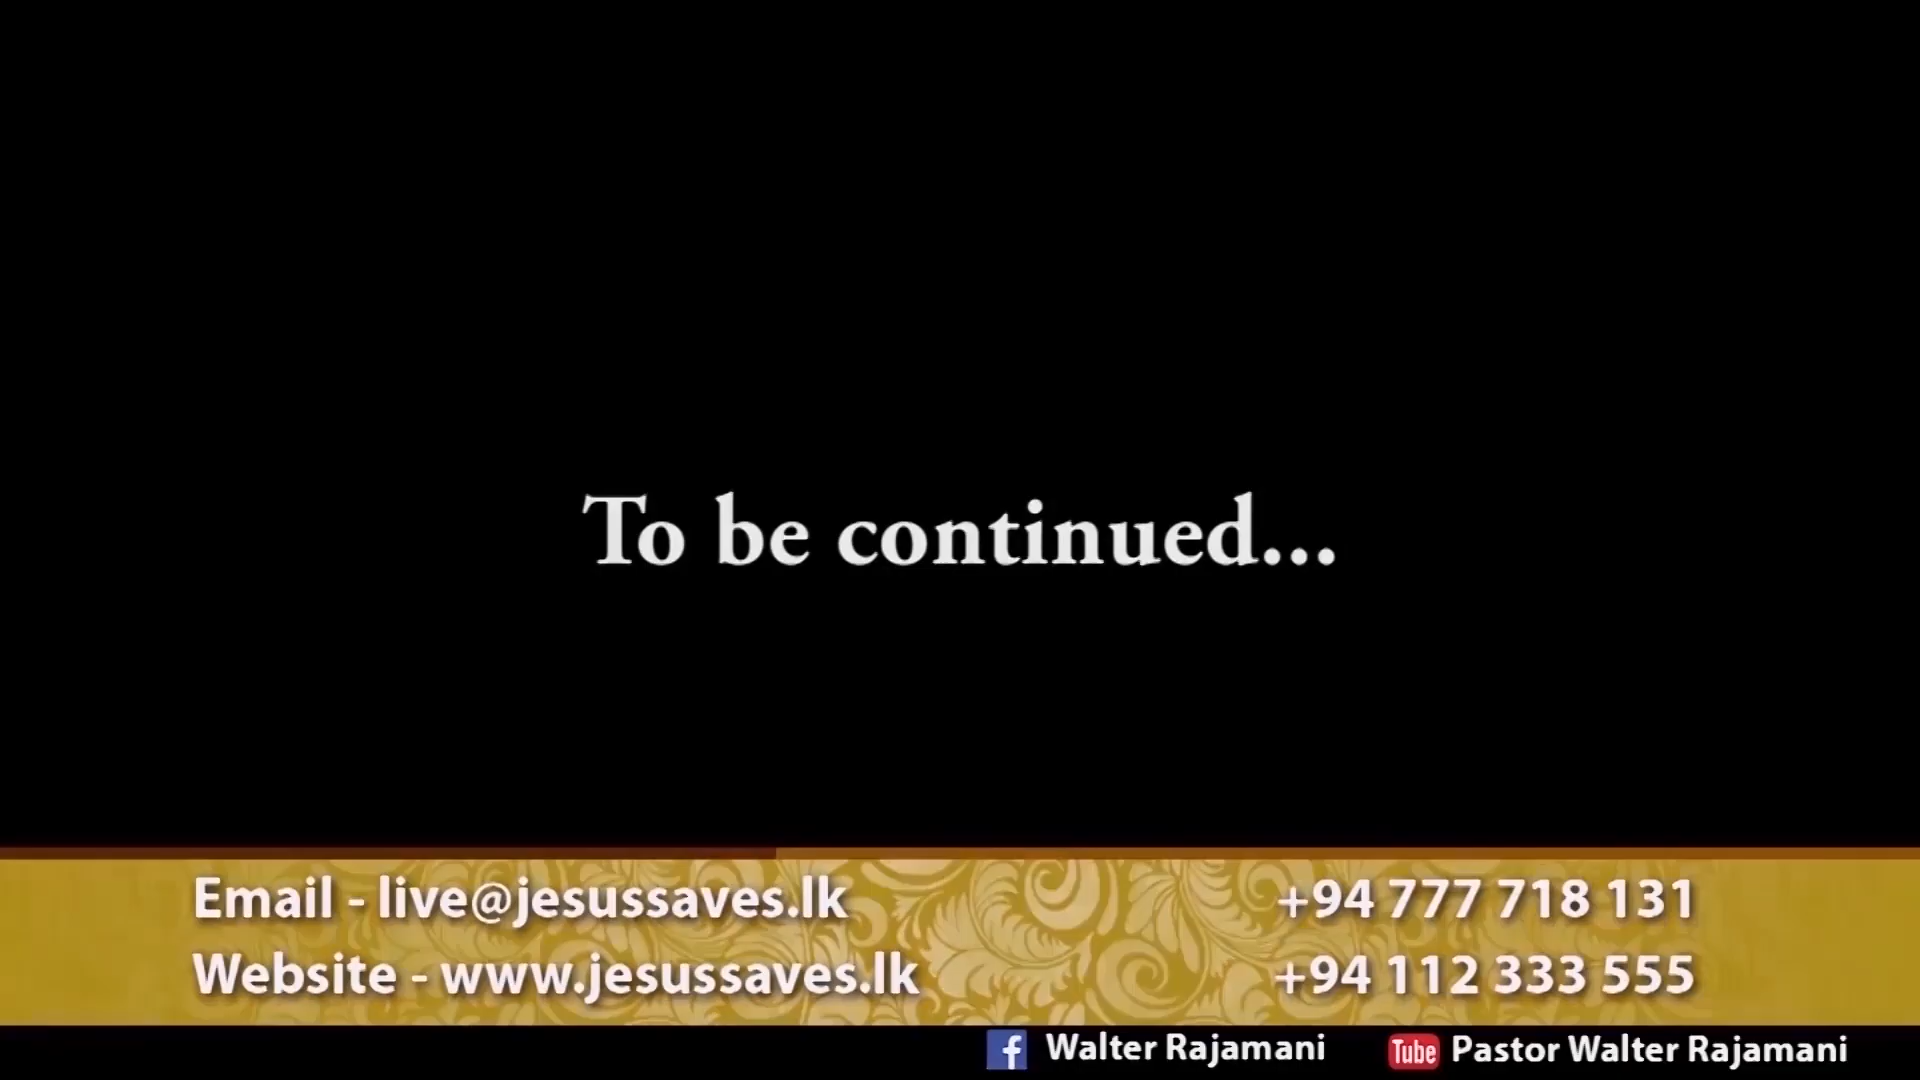 To be continued...
Email - live@jesussaves.lk
+94 777 718 131
Website - www.jesussaves.lk
+94 112 333 555
f Walter Rajamani
Tube Pastor Walter Rajamani